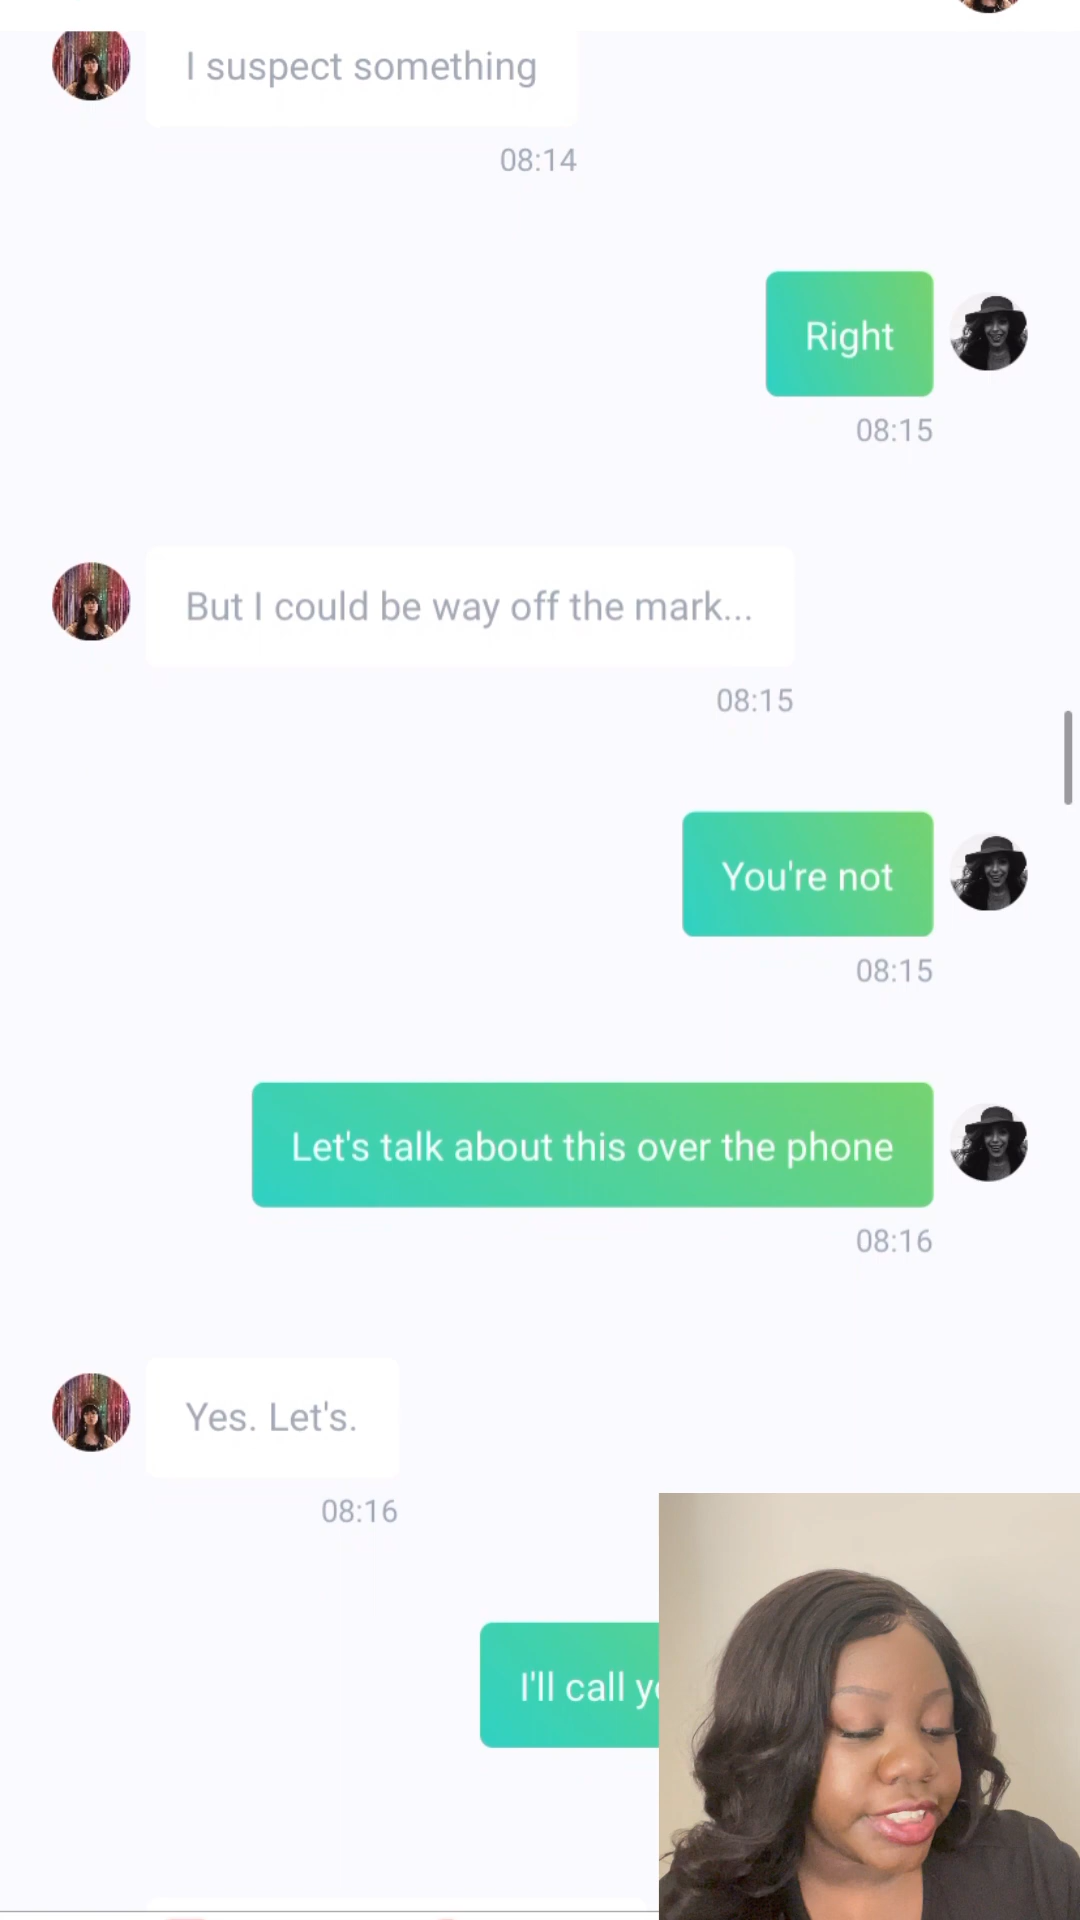 I suspect something
08:14
Right
08:15
But I could be way off the mark...
08:15
You're not
08:15
Let's talk about this over the phone
08:16
Yes. Let's.
08:16
I'll call